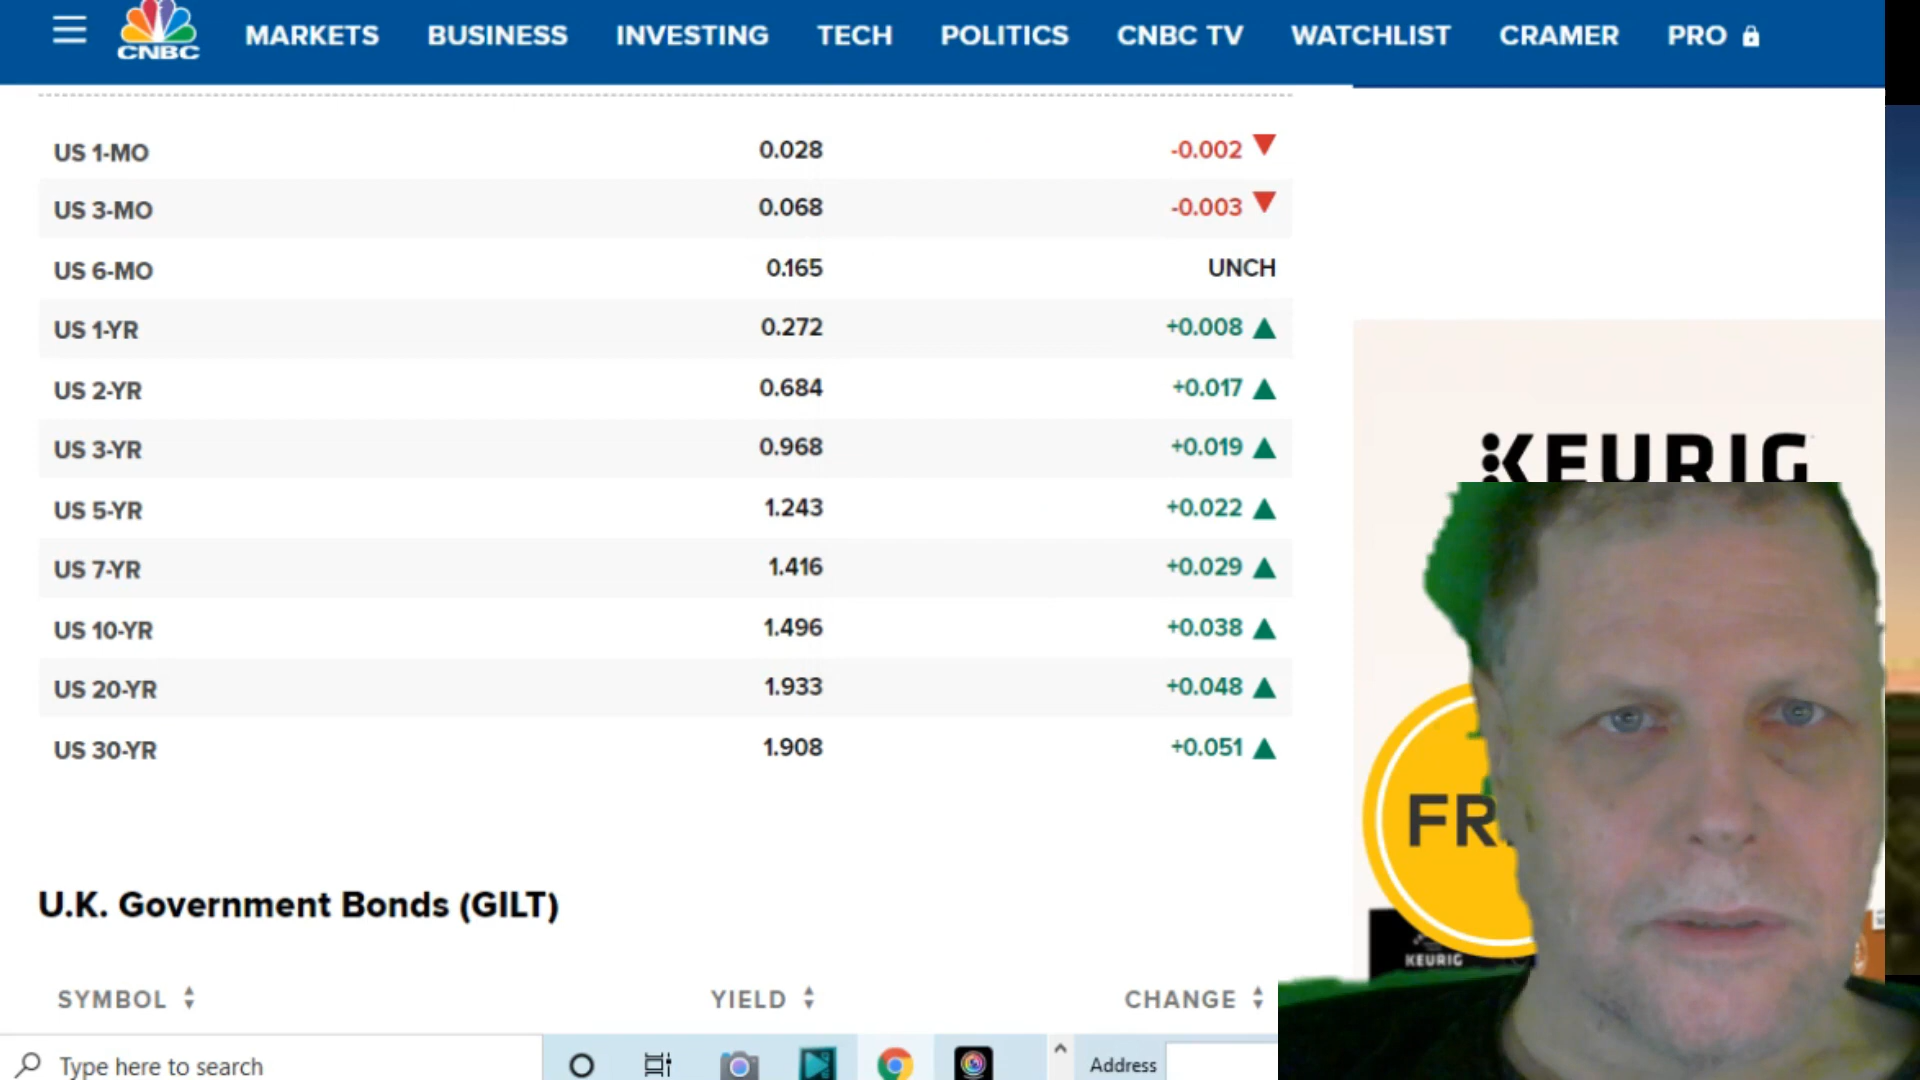 CNBC MARKETS BUSINESS INVESTING TECH POLITICS CNBC TV WATCHLIST CRAMER PRO
US 1-MO 0.028 -0.002
US 3-MO 0.068 -0.003
US 6-MO 0.165 UNCH
US 1-YR 0.272 +0.008
US 2-YR 0.684 +0.017
US 3-YR 0.968 +0.019
US 5-YR 1.243 +0.022
US 7-YR 1.416 +0.029
US 10-YR 1.496 +0.038
US 20-YR 1.933 +0.048
US 30-YR 1.908 +0.051
KEURIG
KEURIG
U.K. Government Bonds (GILT)
SYMBOL YIELD CHANGE
Type here to search Address